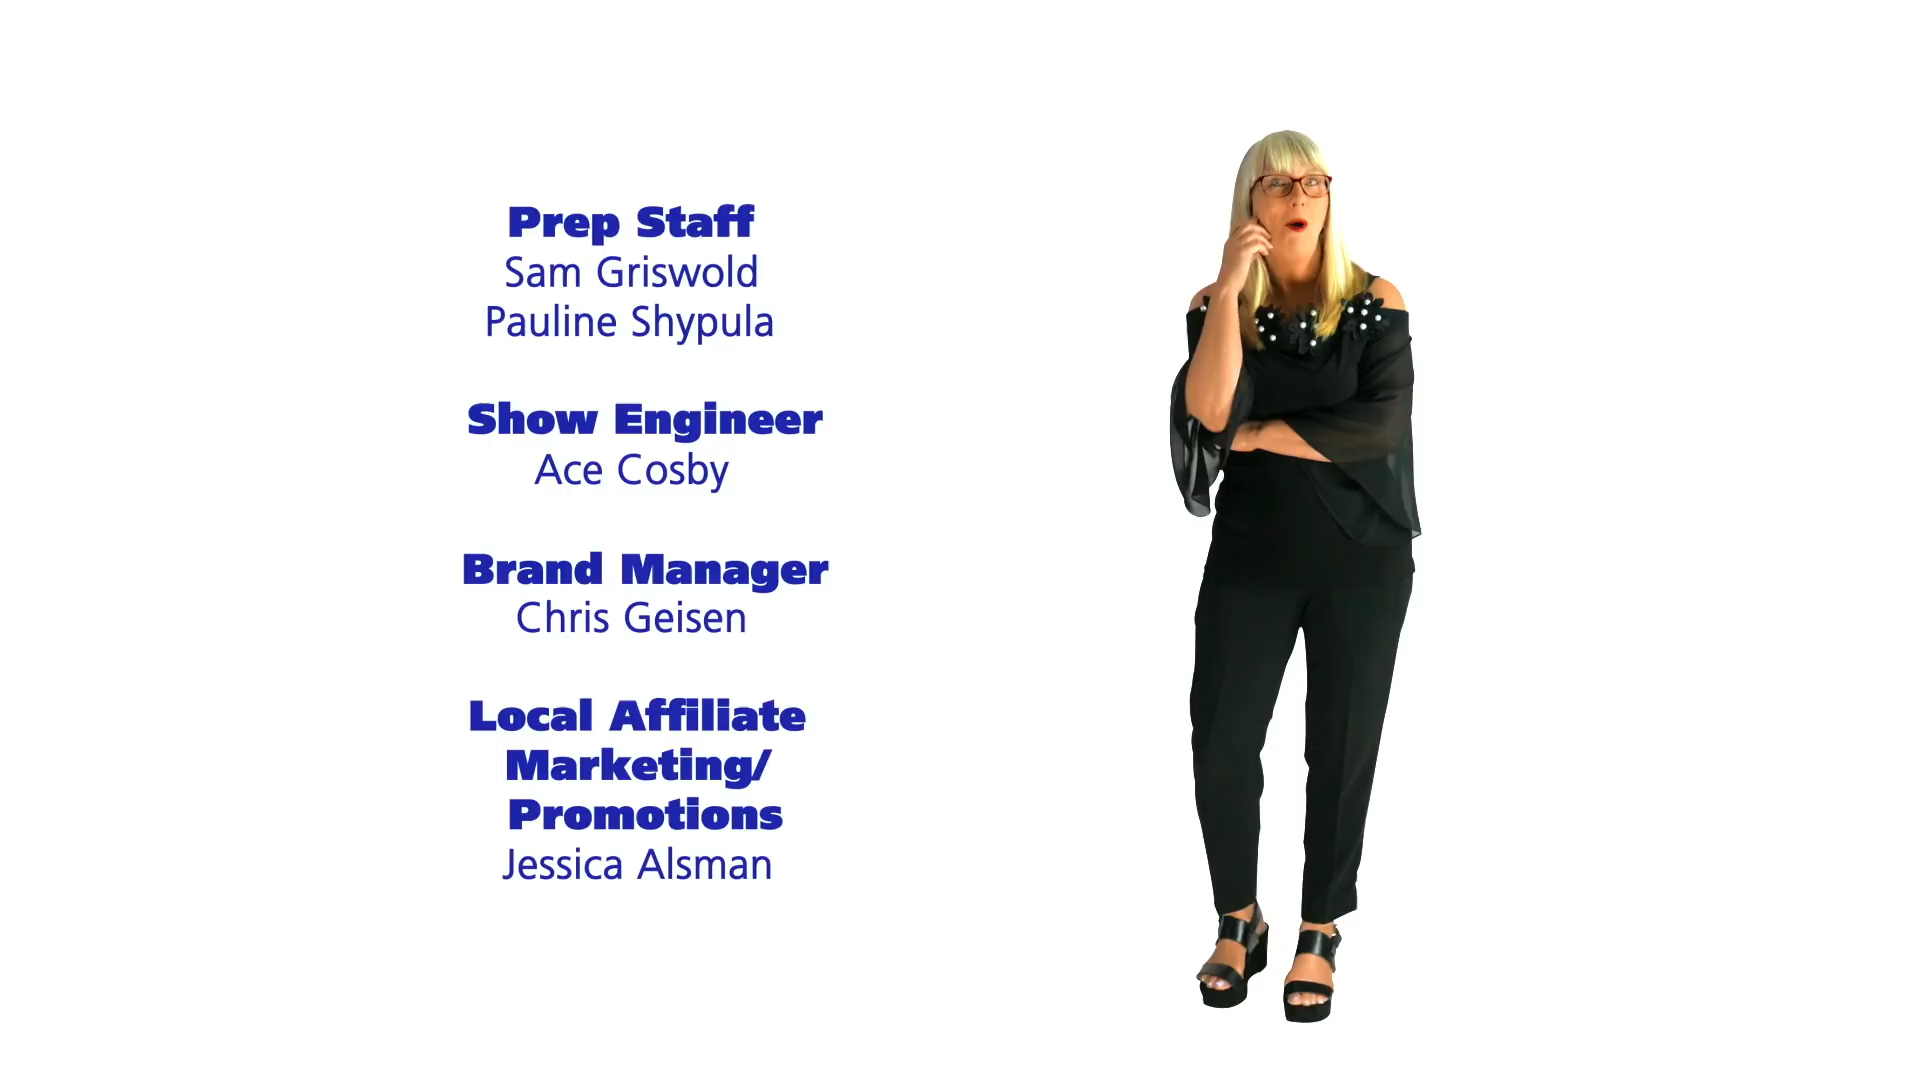 Prep Staff
Sam Griswold
Pauline Shypula
Show Engineer
Ace Cosby
Brand Manager
Chris Geisen
Local Affiliate
Marketing/
Promotions
Jessica Alsman